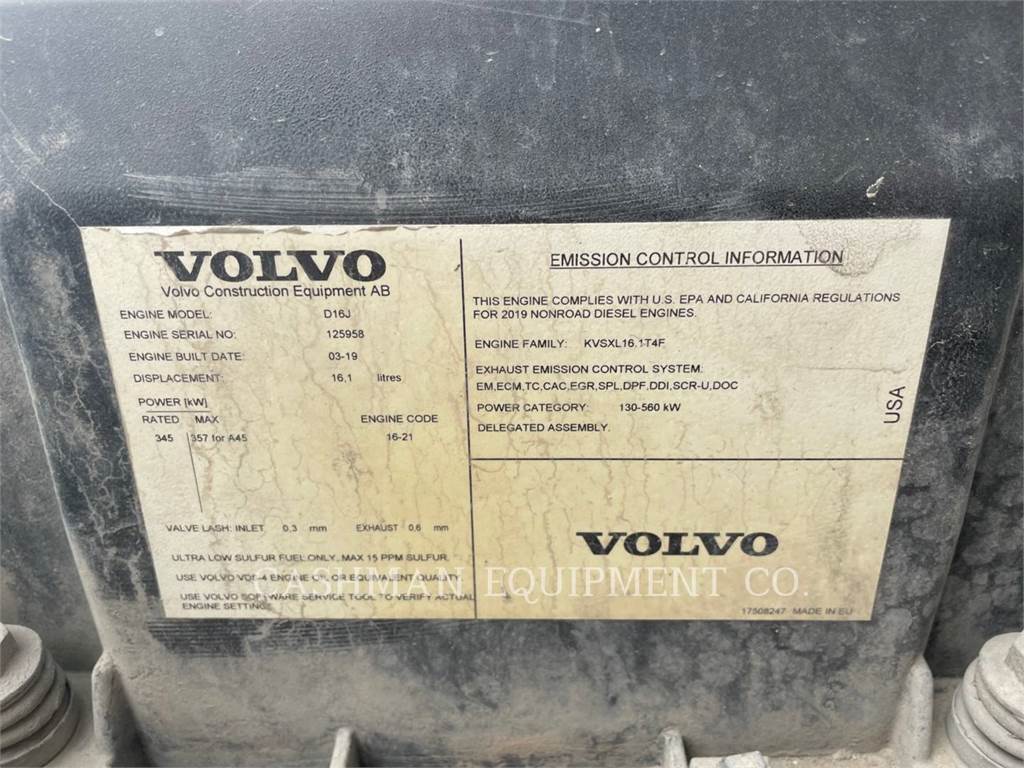 VOLVO
Volvo Construction Equipment AB
ENGINE MODEL: D16J
ENGINE SERIAL NO: 125958
ENGINE BUILT DATE: 03-19
DISPLACEMENT: 16,1 litres
POWER [kW]
RATED MAX ENGINE CODE
345 357 for A45 16-21
VALVE LASH: INLET 0,3 mm EXHAUST 0,6 mm
ULTRA LOW SULFUR FUEL ONLY, MAX 15 PPM SULFUR.
USE VOLVO VDS-4 ENGINE OIL OR EQUIVALENT QUALITY
USE VOLVO SOFTWARE SERVICE TOOL TO VERIFY ACTUAL
ENGINE SETTINGS
EMISSION CONTROL INFORMATION
THIS ENGINE COMPLIES WITH U.S. EPA AND CALIFORNIA REGULATIONS
FOR 2019 NONROAD DIESEL ENGINES.
ENGINE FAMILY: KVSXL16.1T4F
EXHAUST EMISSION CONTROL SYSTEM:
EM,ECM,TC,CAC,EGR,SPL,DPF,DDI,SCR-U,DOC
POWER CATEGORY: 130-560 kW
DELEGATED ASSEMBLY.
USA
VOLVO
17508247 MADE IN EU
CASHMAN EQUIPMENT CO.